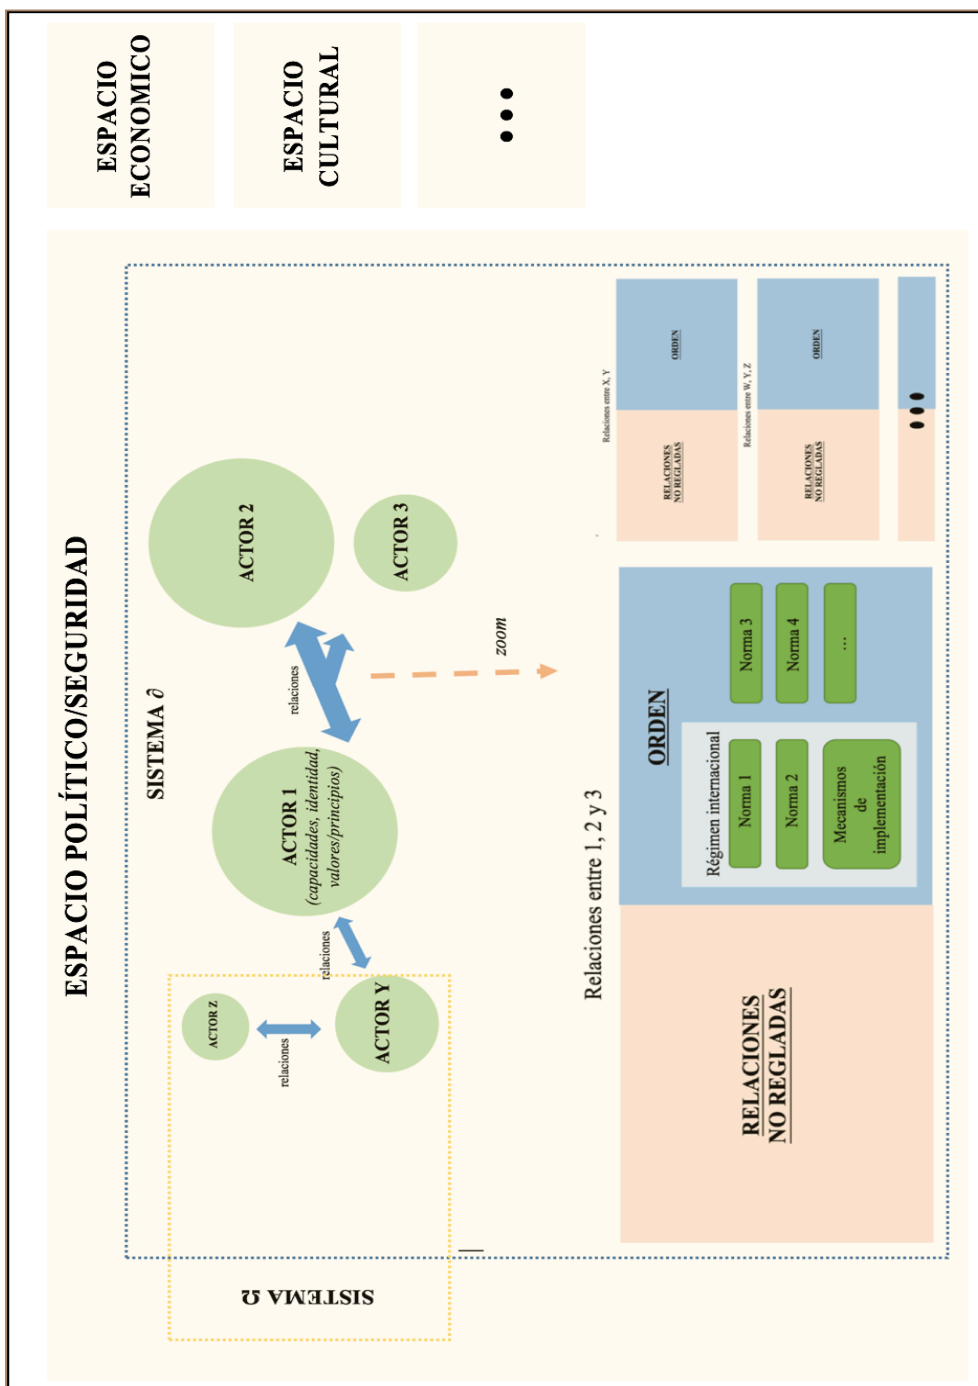 ESPACIO POLÍTICO/SEGURIDAD
ESPACIO
ECONOMICO
ESPACIO
CULTURAL
•••
SISTEMA ∂
SISTEMA Ω
ACTOR Z
relaciones
ACTOR Y
relaciones
ACTOR 1
(capacidades, identidad,
valores/principios)
relaciones
ACTOR 2
ACTOR 3
zoom
Relaciones entre 1, 2 y 3
RELACIONES
NO REGLADAS
ORDEN
Régimen internacional
Norma 1
Norma 2
Mecanismos
de
implementación
Norma 3
Norma 4
…
Relaciones entre X, Y
RELACIONES
NO REGLADAS
ORDEN
Relaciones entre W, Y, Z
RELACIONES
NO REGLADAS
ORDEN
•••